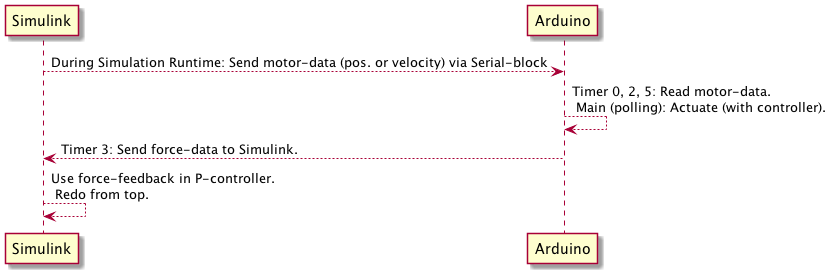 Simulink
Arduino
During Simulation Runtime: Send motor-data (pos. or velocity) via Serial-block
Timer 0, 2, 5: Read motor-data.
Main (polling): Actuate (with controller).
Timer 3: Send force-data to Simulink.
Use force-feedback in P-controller.
Redo from top.
Simulink
Arduino